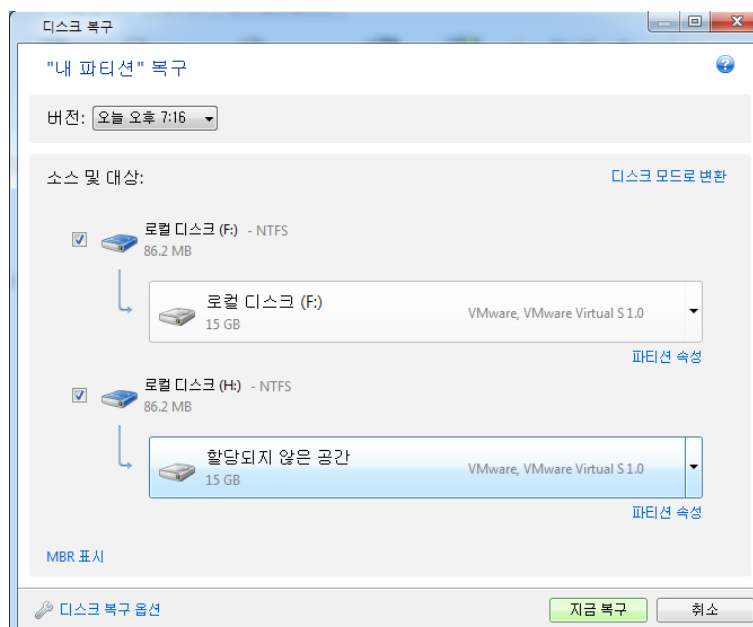 디스크 복구
"내 파티션" 복구
버전: 오늘 오후 7:16
소스 및 대상:
디스크 모드로 변환
로컬 디스크 (F:) - NTFS
86.2 MB
로컬 디스크 (F:)
VMware, VMware Virtual S 1.0
15 GB
파티션 속성
로컬 디스크 (H:) - NTFS
86.2 MB
할당되지 않은 공간
VMware, VMware Virtual S 1.0
15 GB
파티션 속성
MBR 표시
디스크 복구 옵션
지금 복구
취소